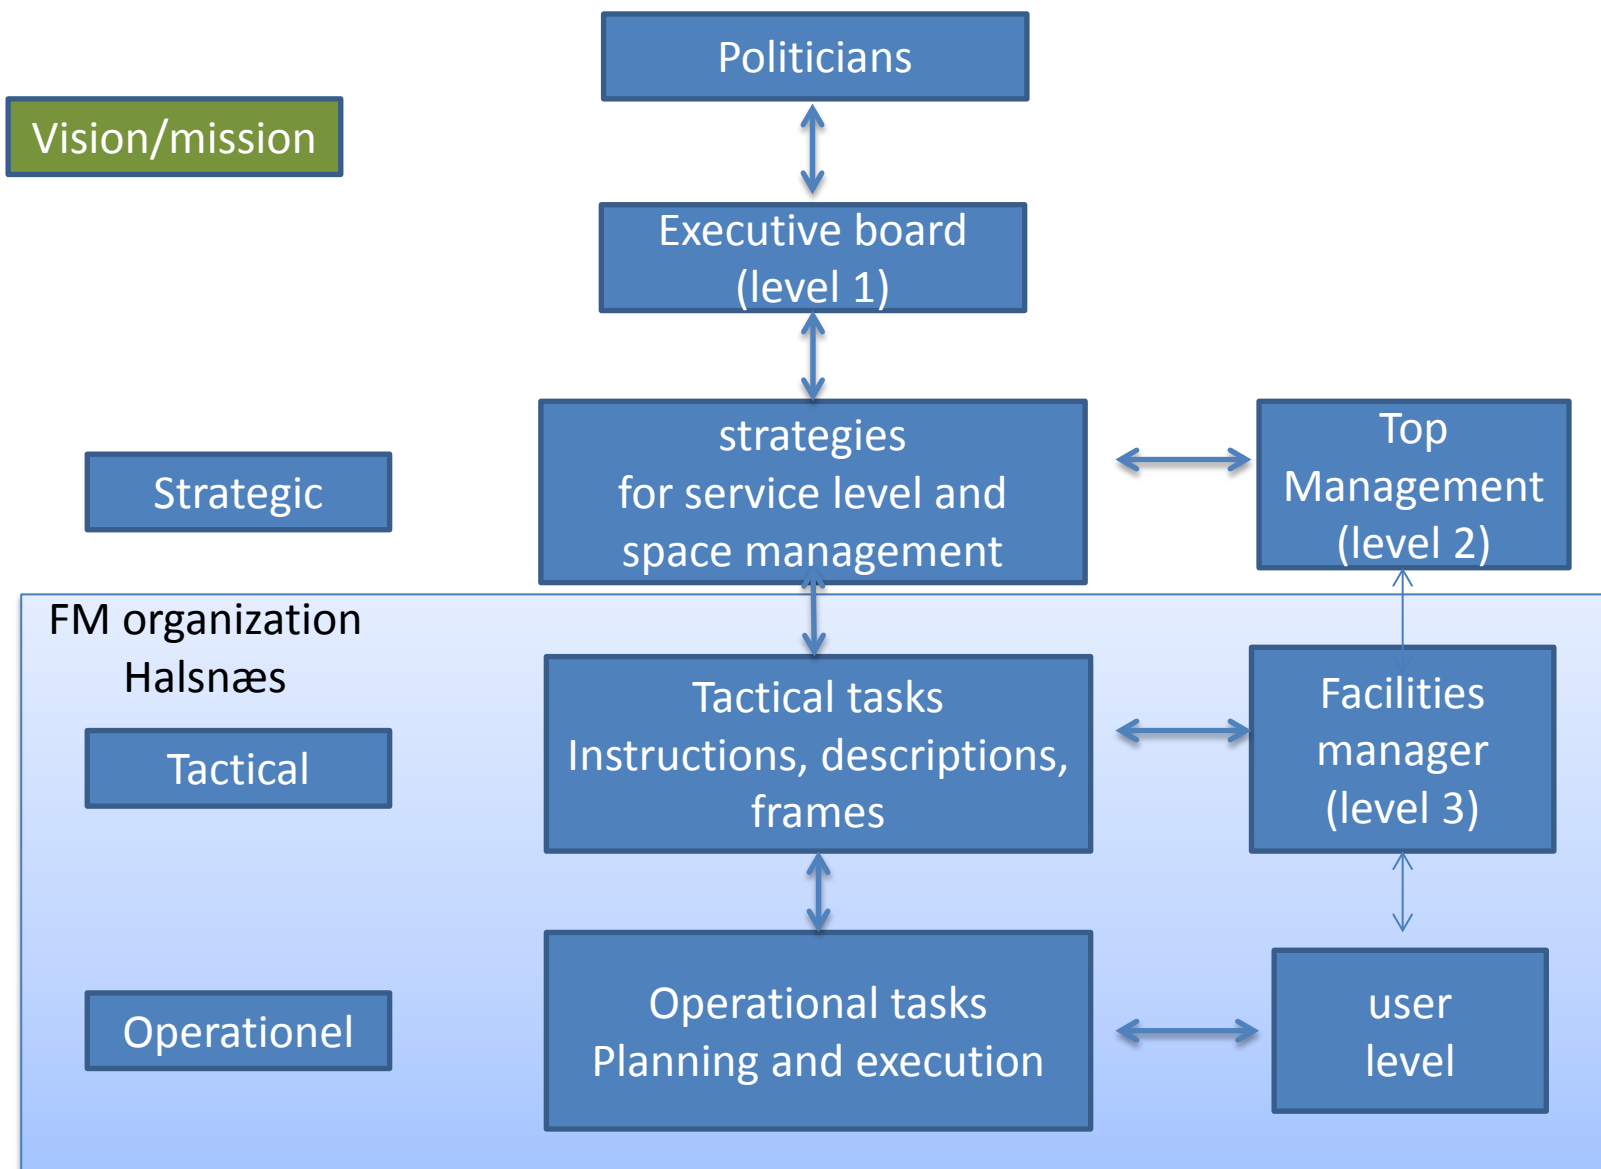 Politicians
Vision/mission
Executive board
(level 1)
strategies
for service level and
space management
Top
Management
(level 2)
Strategic
FM organization
Halsnæs
Tactical tasks
Instructions, descriptions,
frames
Facilities
manager
(level 3)
Tactical
Operational tasks
Planning and execution
user
level
Operationel